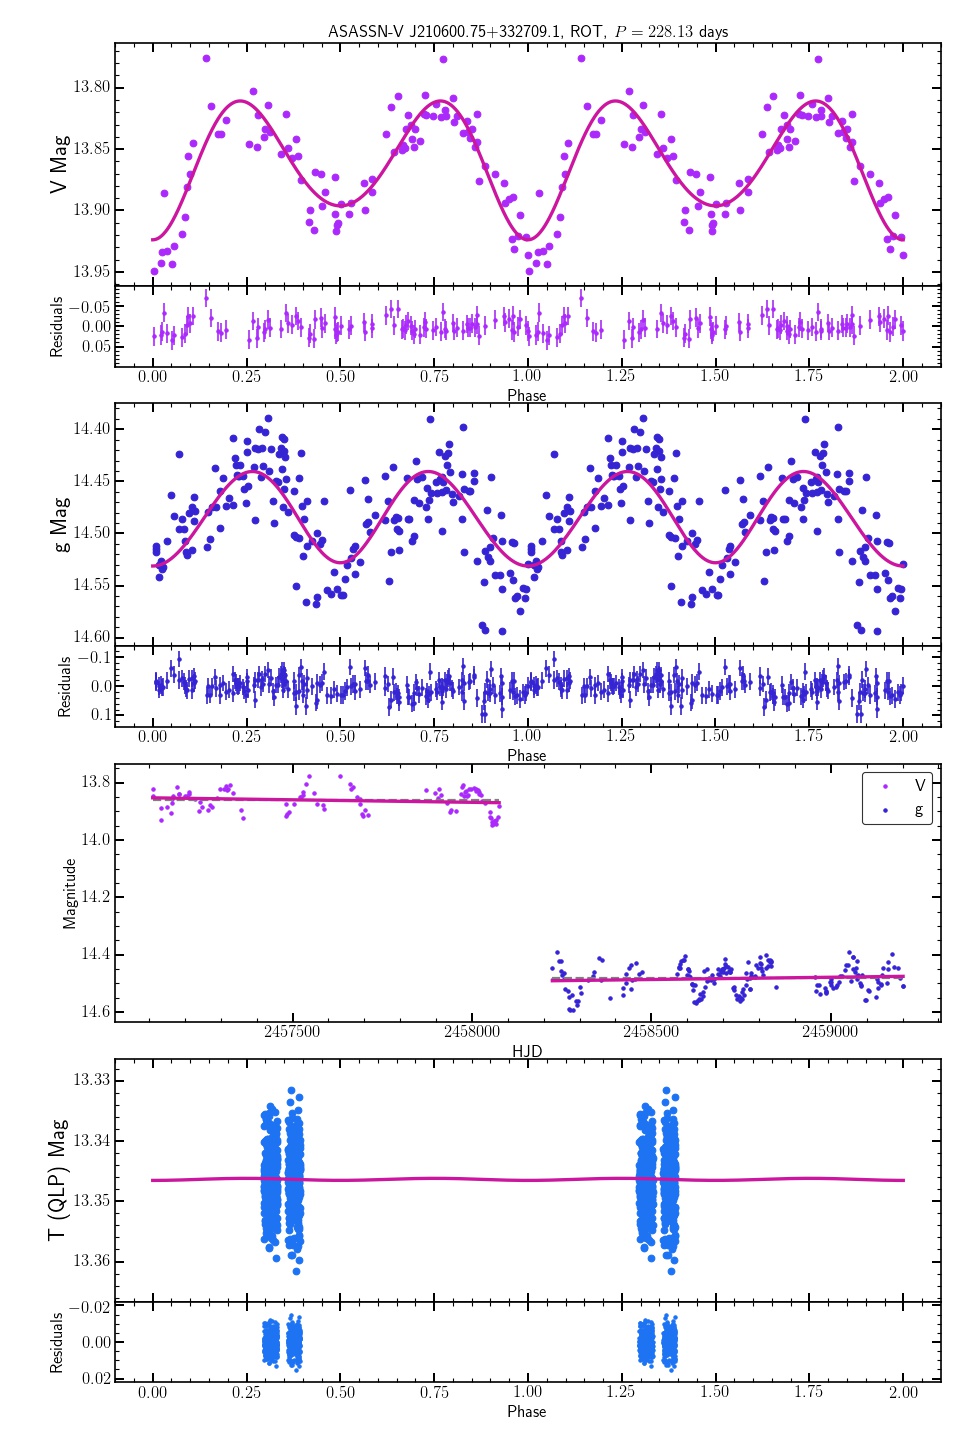 ASASSN-V J210600.75+332709.1, ROT, P = 228.13 days
V Mag
13.80
13.85
13.90
13.95
Residuals
−0.05
0.00
0.05
0.00 0.25 0.50 0.75 1.00 1.25 1.50 1.75 2.00
Phase
g Mag
14.40
14.45
14.50
14.55
14.60
Residuals
−0.1
0.0
0.1
0.00 0.25 0.50 0.75 1.00 1.25 1.50 1.75 2.00
Phase
Magnitude
13.8
14.0
14.2
14.4
14.6
V
g
2457500 2458000 2458500 2459000
HJD
T (QLP) Mag
13.33
13.34
13.35
13.36
Residuals
−0.02
0.00
0.02
0.00 0.25 0.50 0.75 1.00 1.25 1.50 1.75 2.00
Phase